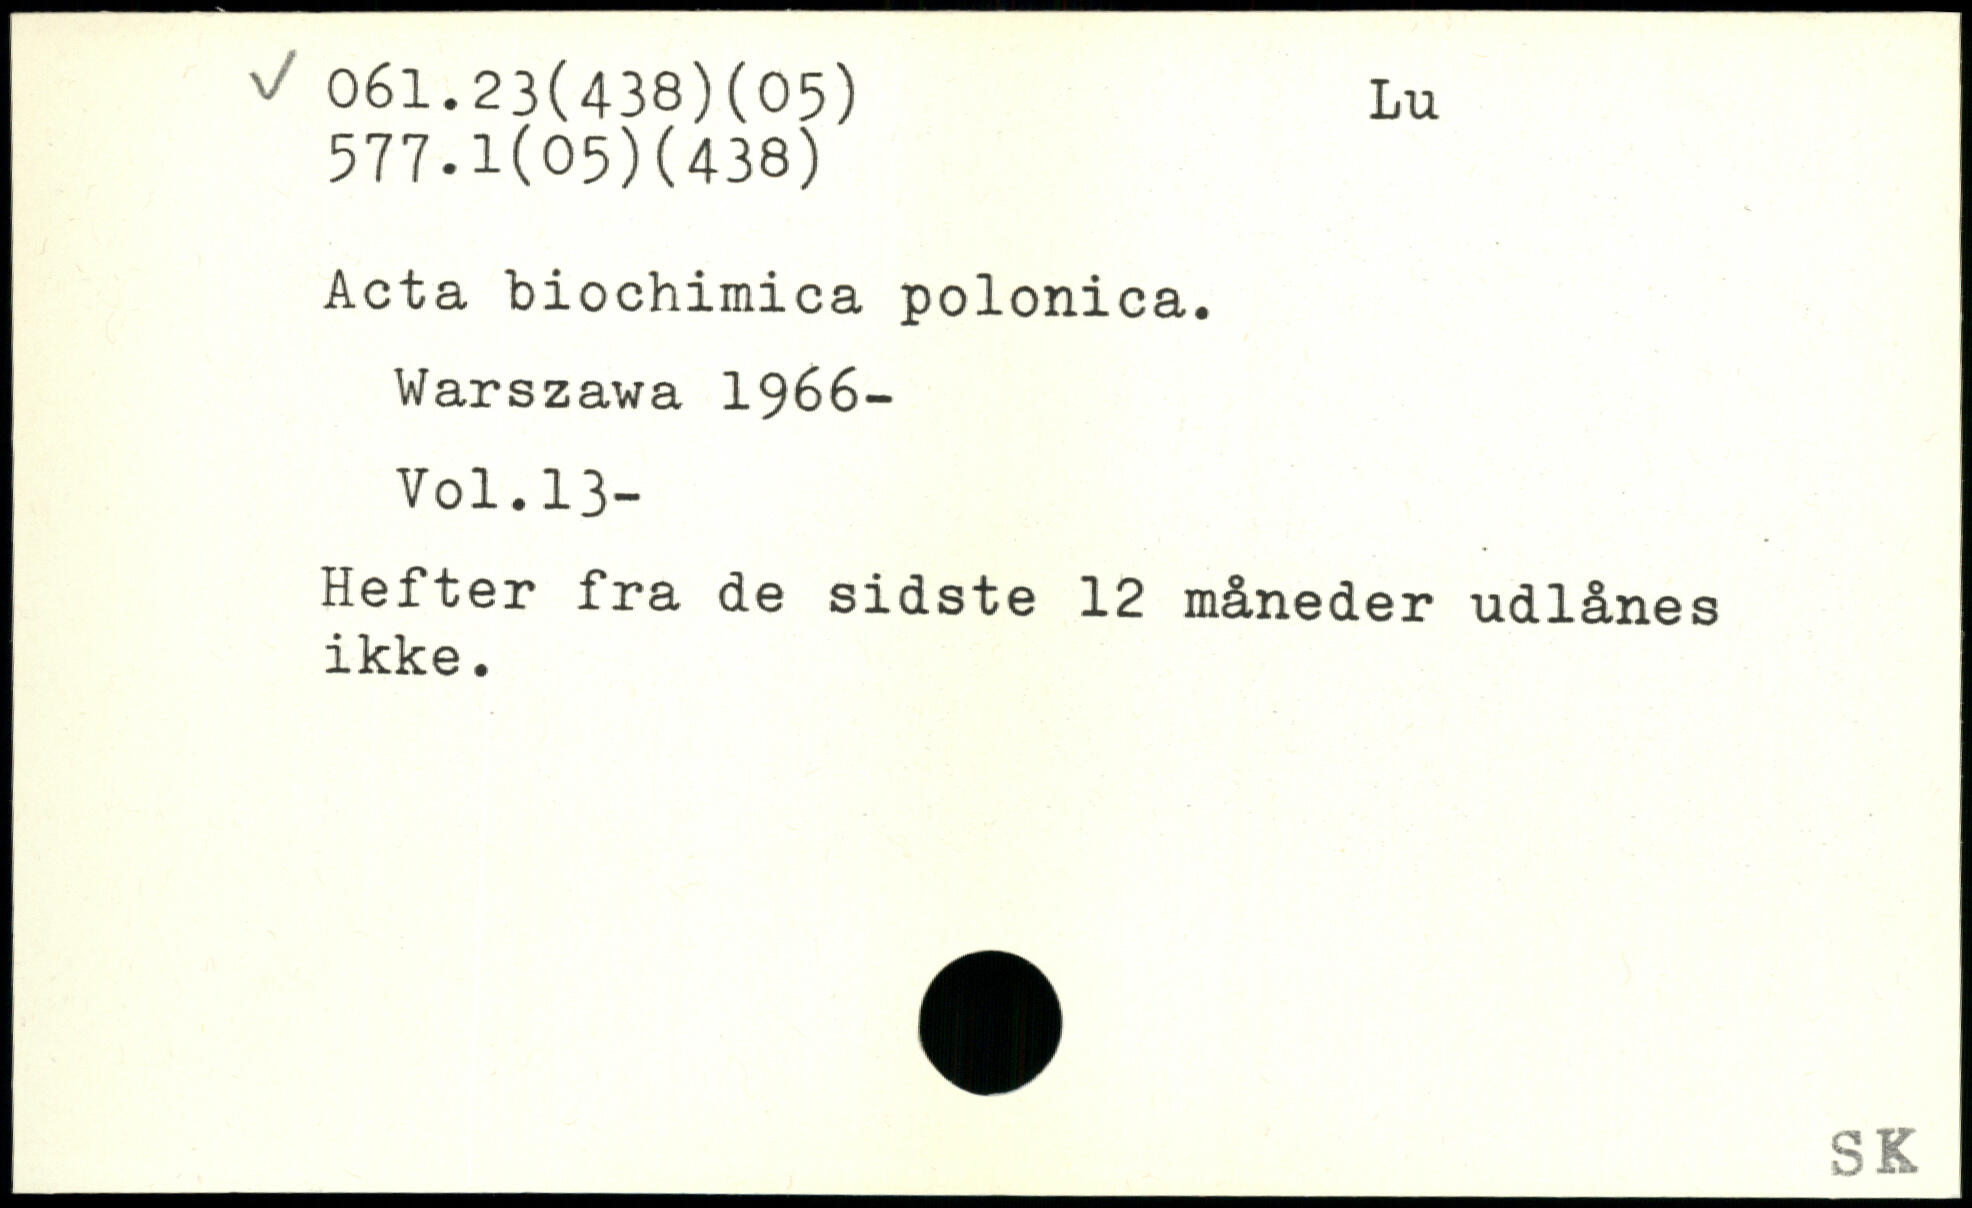 ✓ 061.23(438)(05) Lu
577.1(05)(438)
Acta biochimica polonica.
Warszawa 1966-
Vol.13-
Hefter fra de sidste 12 måneder udlånes
ikke.
SK